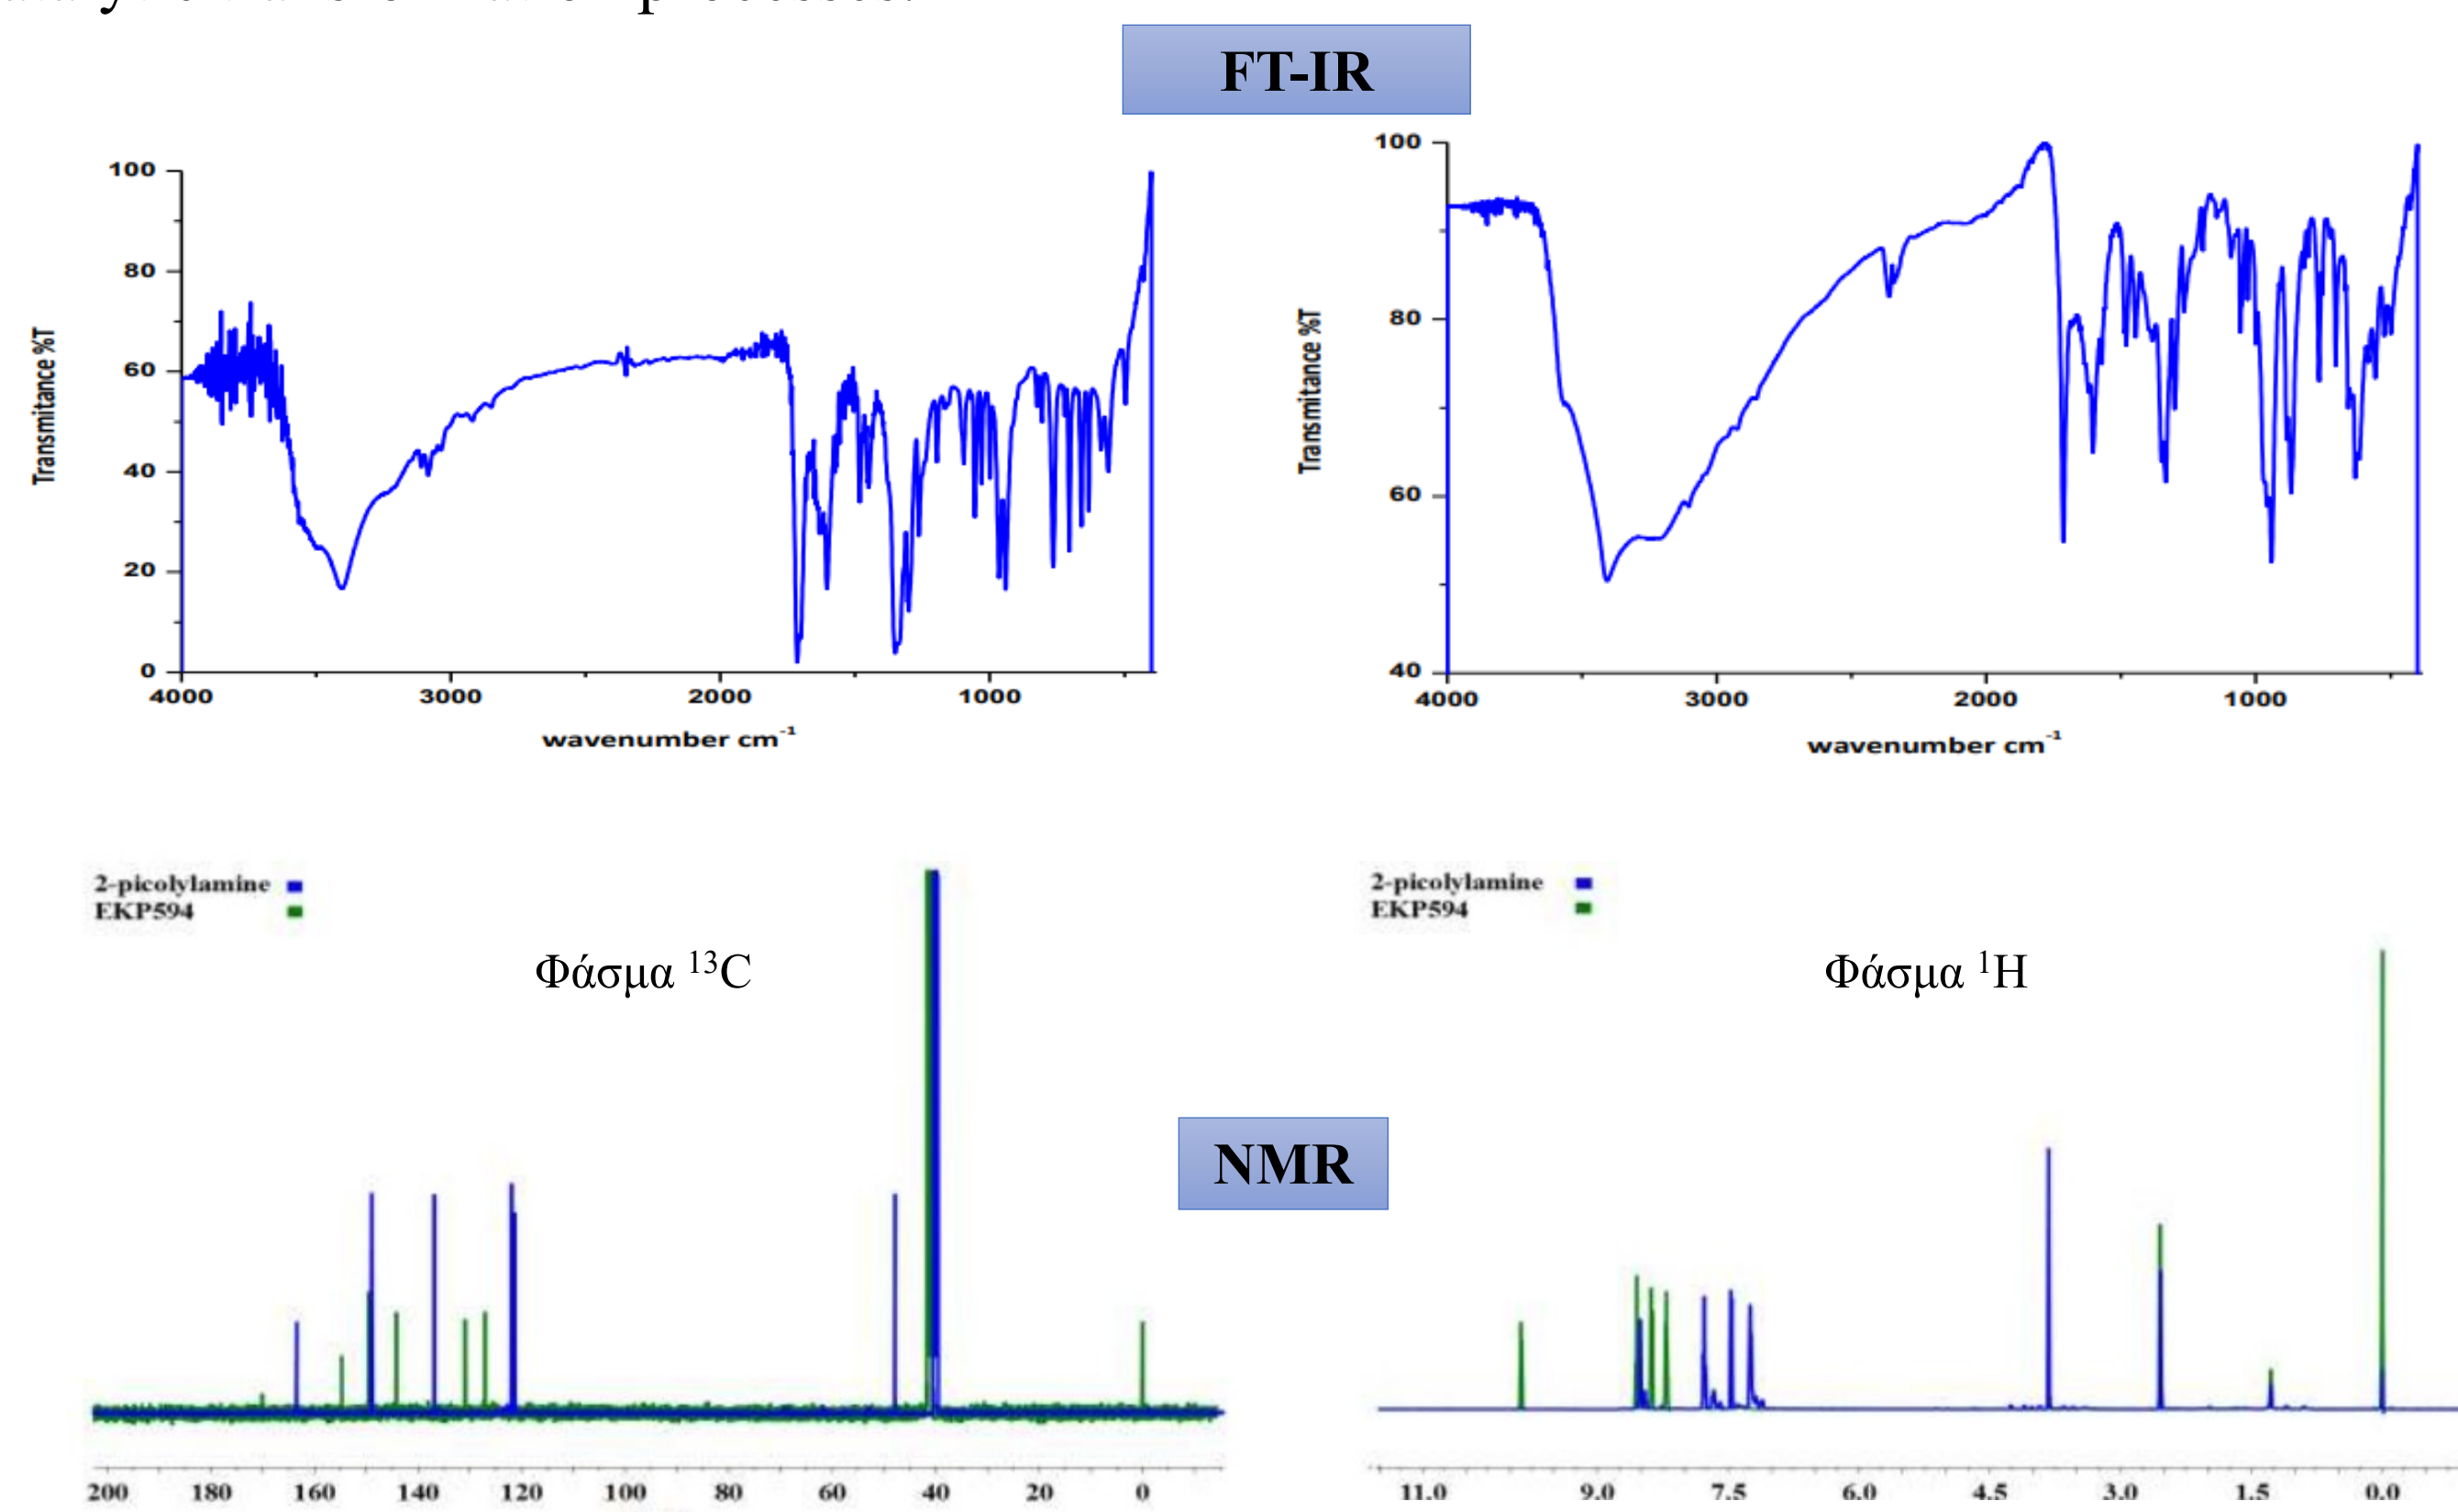 FT-IR
100
80
60
40
20
0
4000 3000 2000 1000
Transmitance %T
wavenumber cm-1
100
80
60
40
4000 3000 2000 1000
Transmitance %T
wavenumber cm-1
2-picolylamine
EKP594
Φάσμα 13C
200 180 160 140 120 100 80 60 40 20 0
NMR
2-picolylamine
EKP594
Φάσμα 1H
11.0 9.0 7.5 6.0 4.5 3.0 1.5 0.0